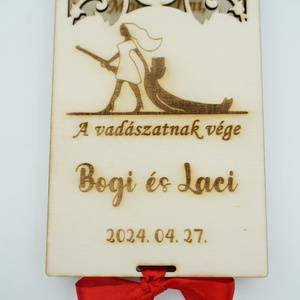 A vadászatnak vége
Bogi és Laci
2024. 04. 27.